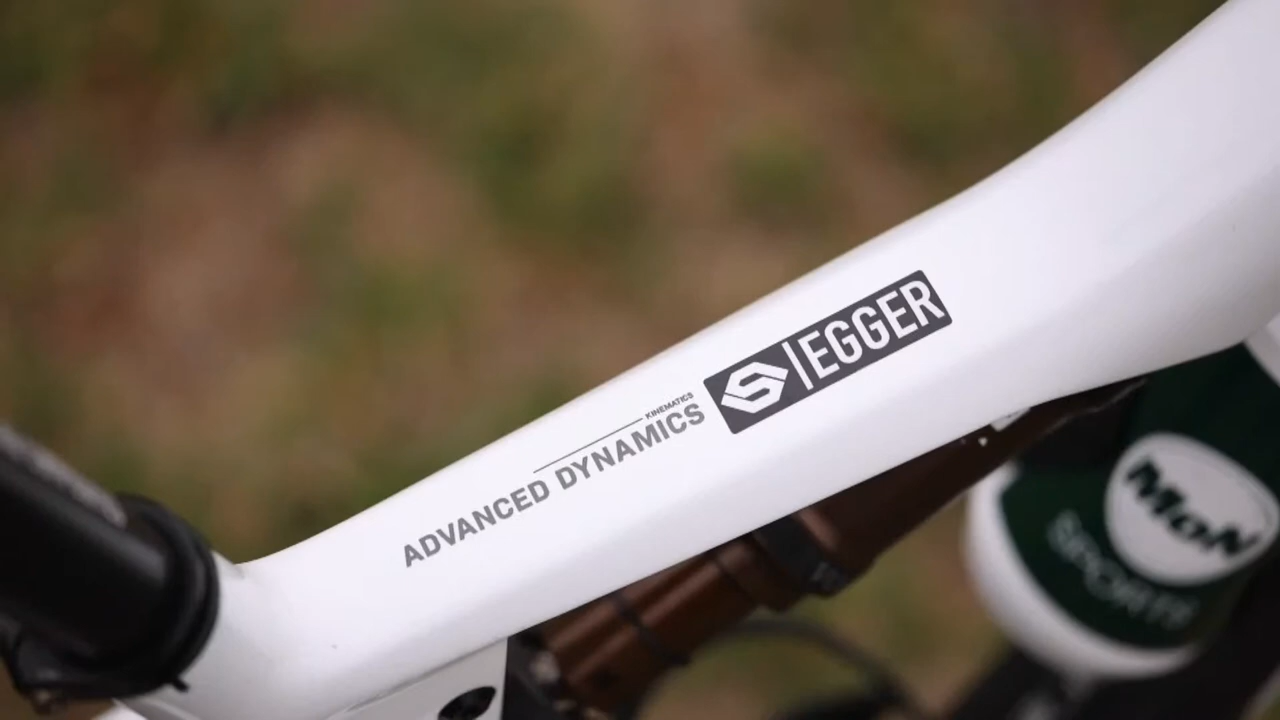 KINEMATICS
ADVANCED DYNAMICS
S|EGGER
MoN
SPORTS